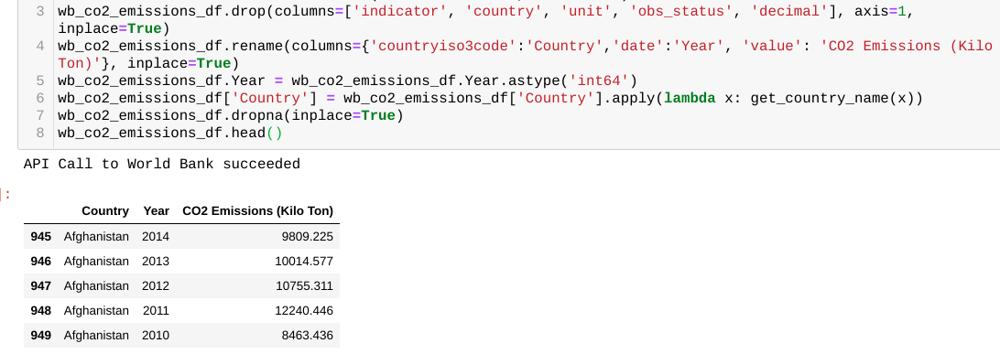 3 wb_co2_emissions_df.drop(columns=['indicator', 'country', 'unit', 'obs_status', 'decimal'], axis=1,
inplace=True)
4 wb_co2_emissions_df.rename(columns={'countryiso3code':'Country','date':'Year', 'value': 'CO2 Emissions (Kilo
Ton)'}, inplace=True)
5 wb_co2_emissions_df.Year = wb_co2_emissions_df.Year.astype('int64')
6 wb_co2_emissions_df['Country'] = wb_co2_emissions_df['Country'].apply(lambda x: get_country_name(x))
7 wb_co2_emissions_df.dropna(inplace=True)
8 wb_co2_emissions_df.head()
API Call to World Bank succeeded
]:
Country Year CO2 Emissions (Kilo Ton)
945 Afghanistan 2014 9809.225
946 Afghanistan 2013 10014.577
947 Afghanistan 2012 10755.311
948 Afghanistan 2011 12240.446
949 Afghanistan 2010 8463.436